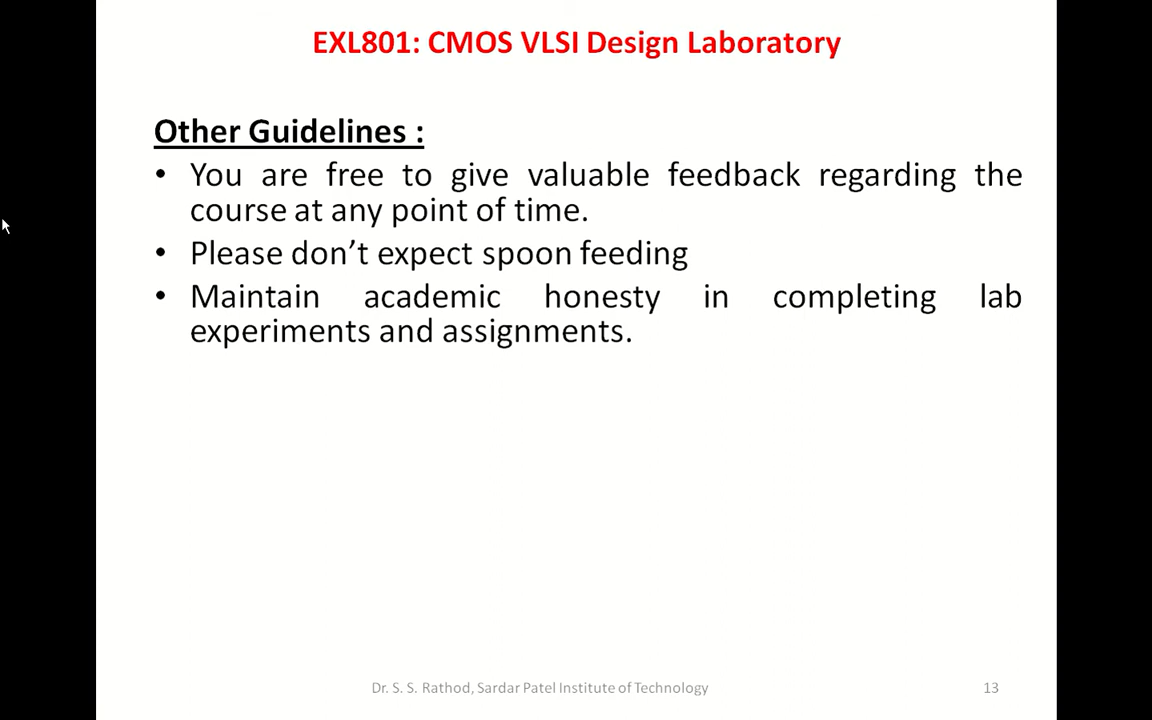 EXL801: CMOS VLSI Design Laboratory
Other Guidelines :
• You are free to give valuable feedback regarding the
course at any point of time.
• Please don’t expect spoon feeding
• Maintain academic honesty in completing lab
experiments and assignments.
Dr. S. S. Rathod, Sardar Patel Institute of Technology
13